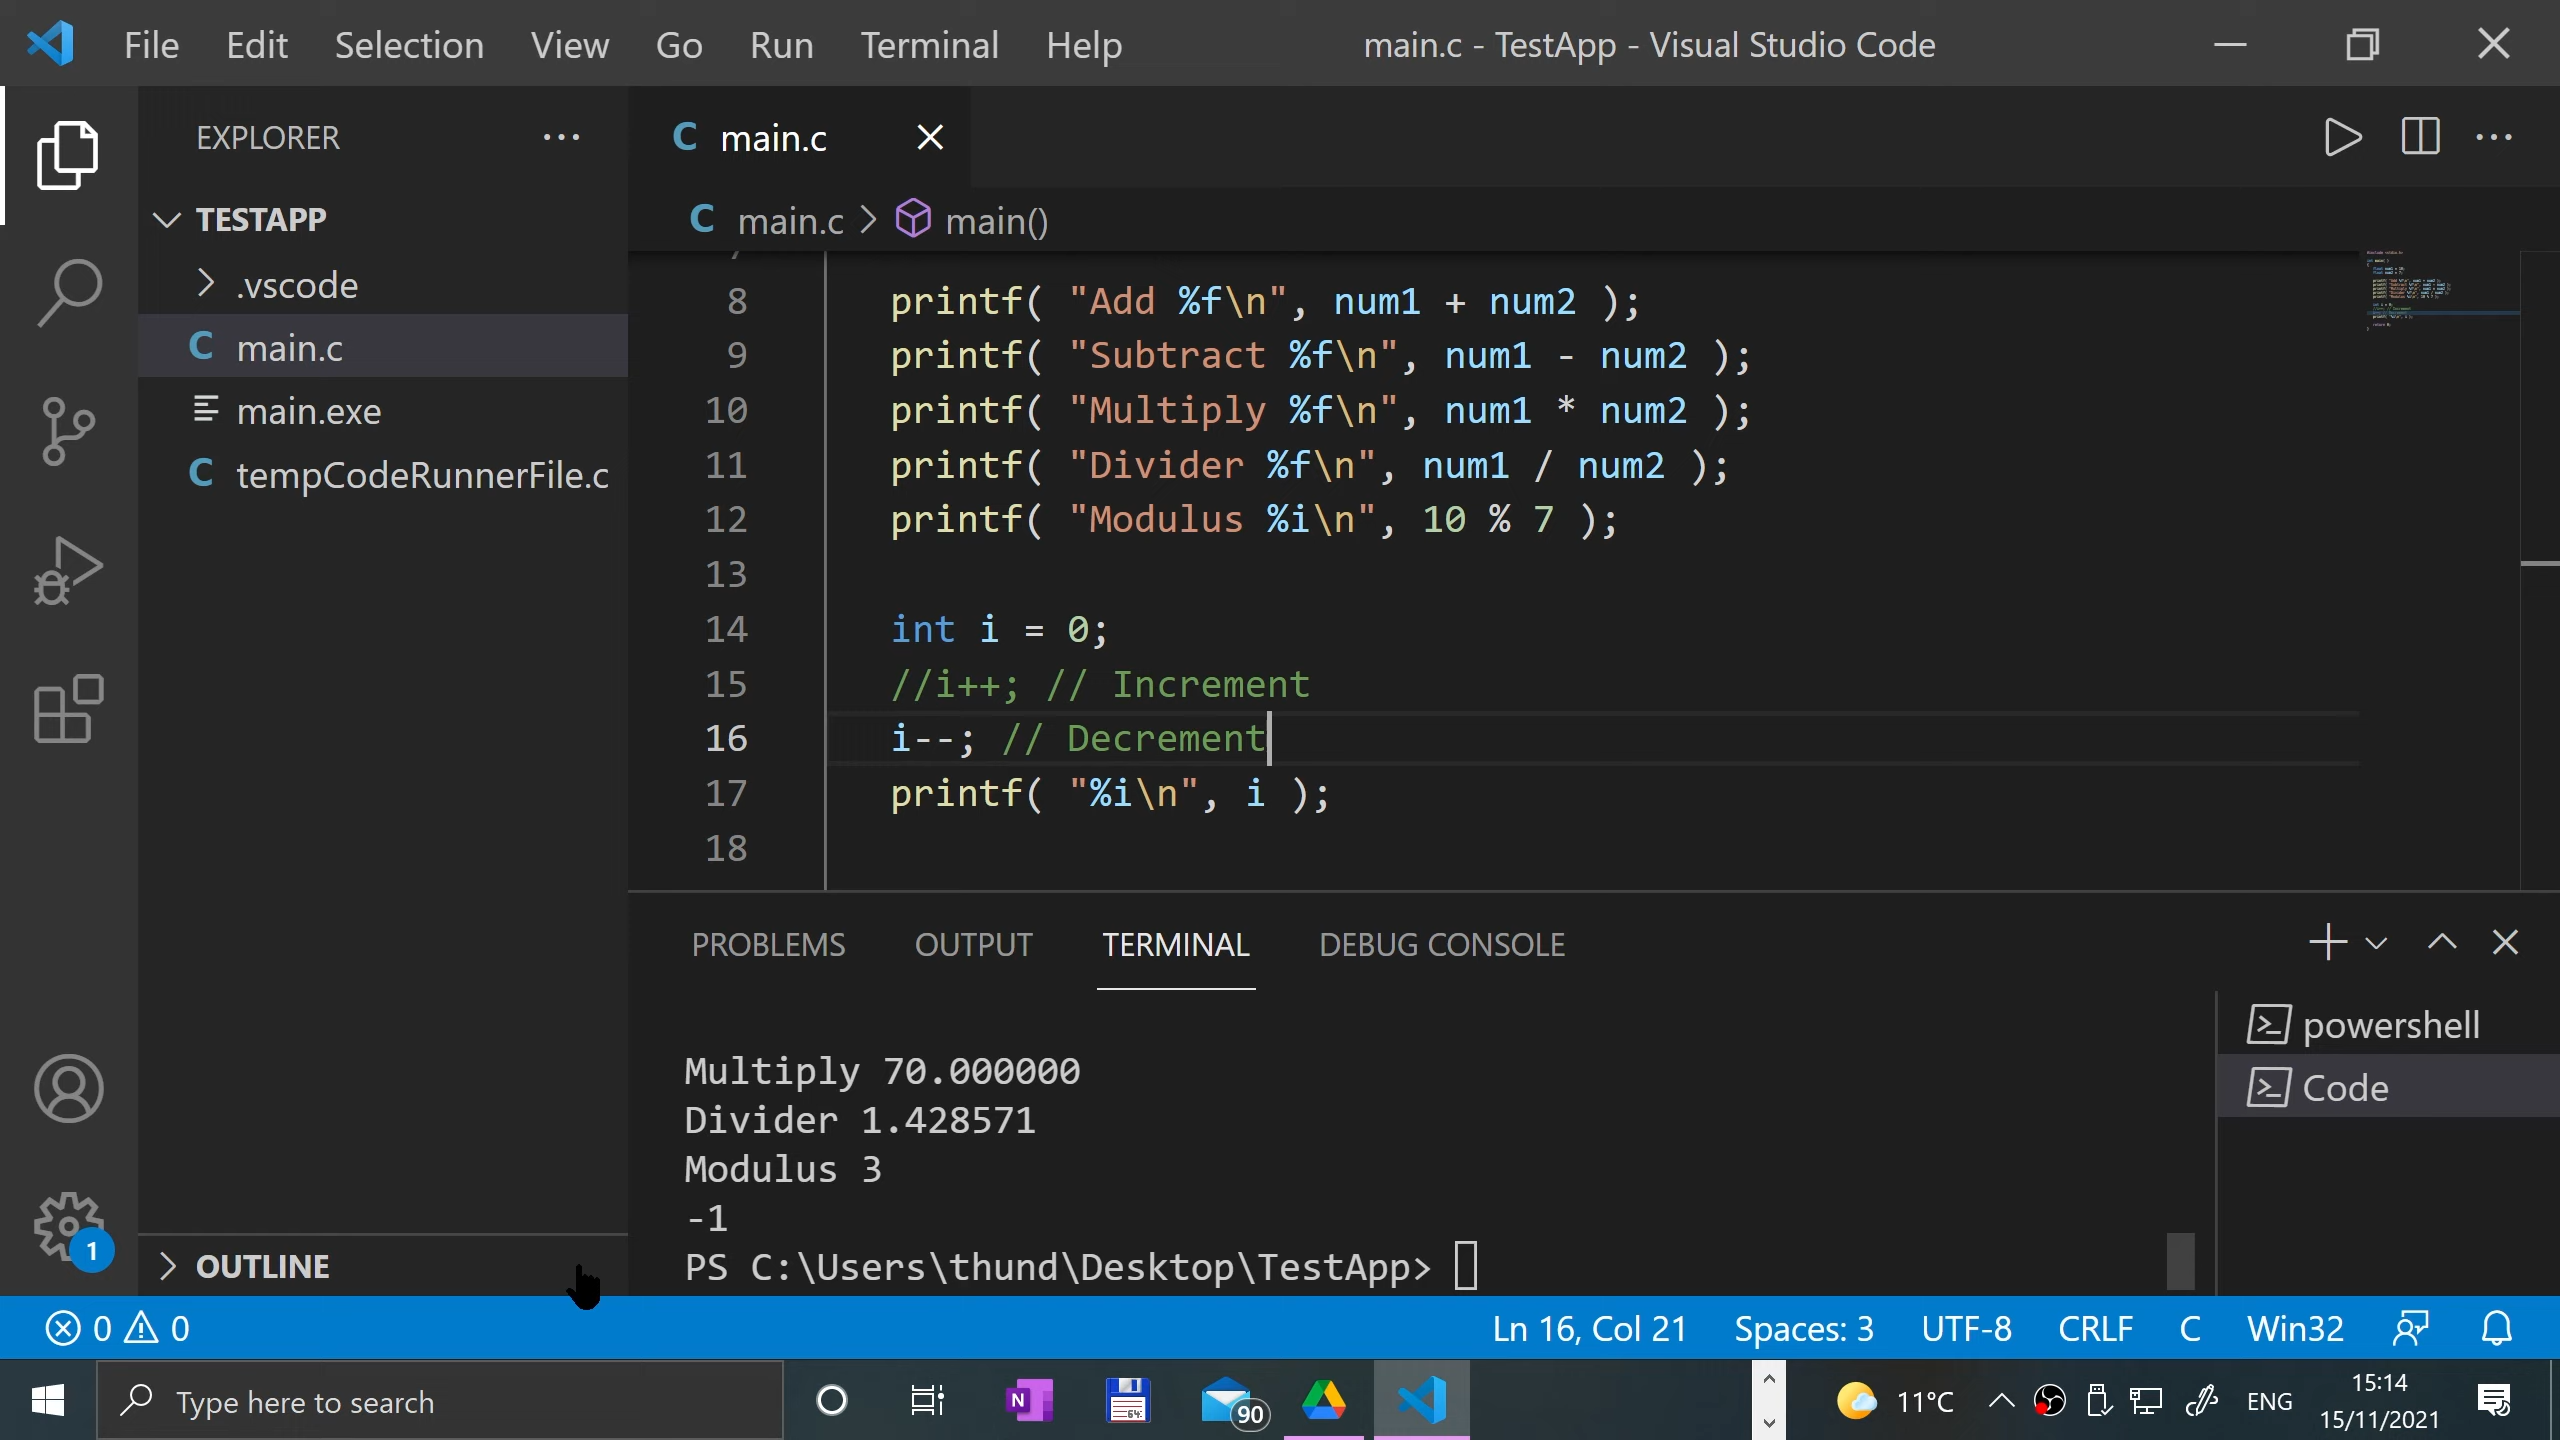 File Edit Selection View Go Run Terminal Help main.c - TestApp - Visual Studio Code
EXPLORER
TESTAPP
.vscode
C main.c
main.exe
C tempCodeRunnerFile.c
OUTLINE
C main.c
C main.c > main()
8 printf( "Add %f\n", num1 + num2 );
9 printf( "Subtract %f\n", num1 - num2 );
10 printf( "Multiply %f\n", num1 * num2 );
11 printf( "Divider %f\n", num1 / num2 );
12 printf( "Modulus %i\n", 10 % 7 );
13
14 int i = 0;
15 //i++; // Increment
16 i--; // Decrement
17 printf( "%i\n", i );
18
PROBLEMS OUTPUT TERMINAL DEBUG CONSOLE
Multiply 70.000000
Divider 1.428571
Modulus 3
-1
PS C:\Users\thund\Desktop\TestApp>
powershell
Code
1
0 0 Ln 16, Col 21 Spaces: 3 UTF-8 CRLF C Win32
Type here to search
N
64
90
11°C
ENG
15:14
15/11/2021